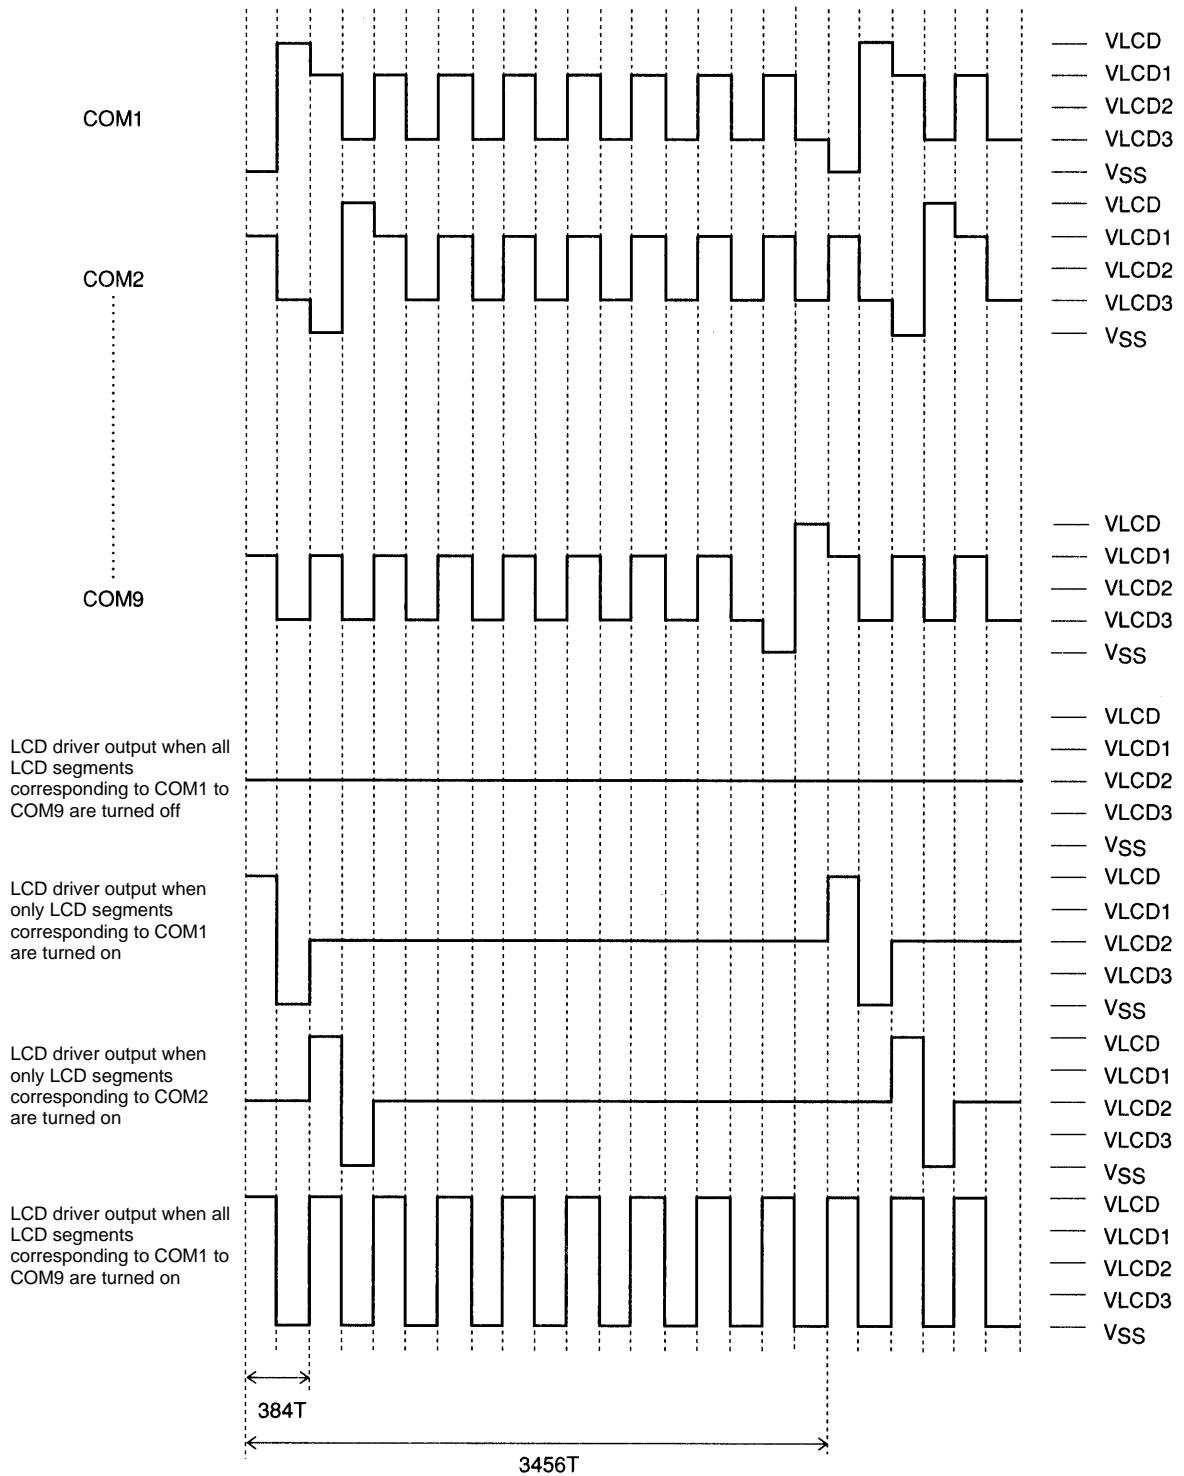 COM1
VLCD
VLCD1
VLCD2
VLCD3
VSS
COM2
VLCD
VLCD1
VLCD2
VLCD3
VSS
COM9
VLCD
VLCD1
VLCD2
VLCD3
VSS
LCD driver output when all
LCD segments
corresponding to COM1 to
COM9 are turned off
VLCD
VLCD1
VLCD2
VLCD3
VSS
LCD driver output when
only LCD segments
corresponding to COM1
are turned on
VLCD
VLCD1
VLCD2
VLCD3
VSS
LCD driver output when
only LCD segments
corresponding to COM2
are turned on
VLCD
VLCD1
VLCD2
VLCD3
VSS
LCD driver output when all
LCD segments
corresponding to COM1 to
COM9 are turned on
VLCD
VLCD1
VLCD2
VLCD3
VSS
384T
3456T